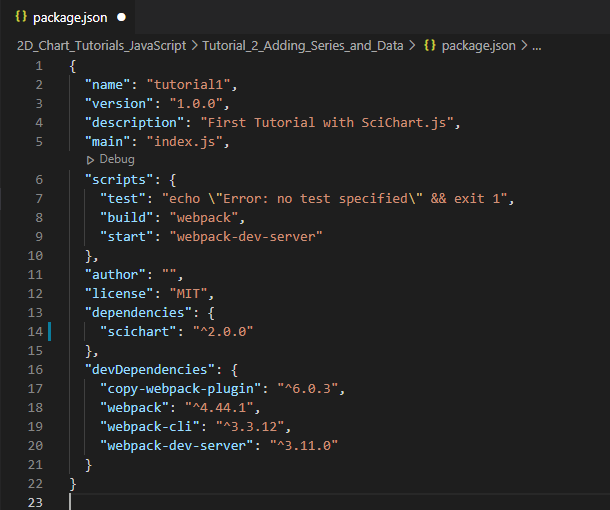 {} package.json ●
2D_Chart_Tutorials_JavaScript > Tutorial_2_Adding_Series_and_Data > {} package.json > ...
1 {
2   "name": "tutorial1",
3   "version": "1.0.0",
4   "description": "First Tutorial with SciChart.js",
5   "main": "index.js",
Debug
6   "scripts": {
7     "test": "echo \"Error: no test specified\" && exit 1",
8     "build": "webpack",
9     "start": "webpack-dev-server"
10   },
11   "author": "",
12   "license": "MIT",
13   "dependencies": {
14     "scichart": "^2.0.0"
15   },
16   "devDependencies": {
17     "copy-webpack-plugin": "^6.0.3",
18     "webpack": "^4.44.1",
19     "webpack-cli": "^3.3.12",
20     "webpack-dev-server": "^3.11.0"
21   }
22 }
23